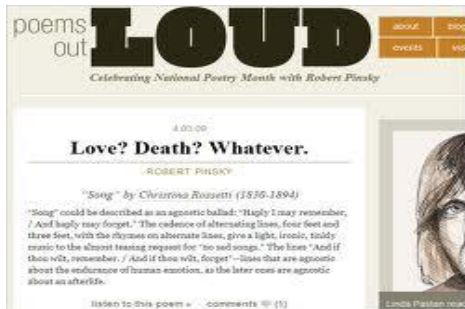 poems
out
LOUD
about
events
Celebrating National Poetry Month with Robert Pinsky
4.03.09
Love? Death? Whatever.
ROBERT PINSKY
"Song" by Christina Rossetti (1830-1894)
"Song" could be described as an agnostic ballad: "Haply I may remember,
/ And haply may forget." The cadence of alternating lines, four feet and
three feet, with the rhymes on alternate lines, give a light, ironic, tinkly
music to the almost teasing request for "no sad songs." The lines "And if
thou wilt, remember. / And if thou wilt, forget"—lines that are agnostic
about the endurance of human emotion, as the later ones are agnostic
about an afterlife.
listen to this poem » comments (1)
Linda Pastan